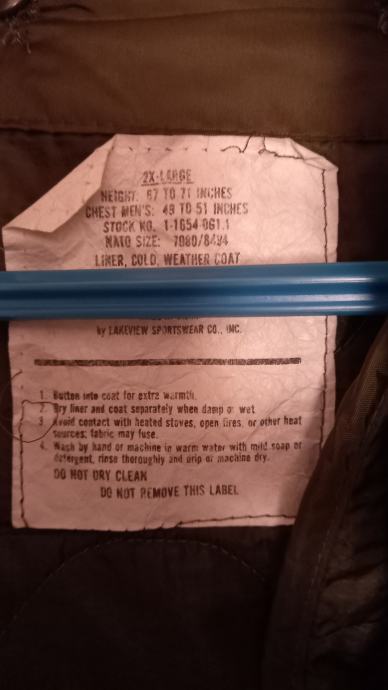 2X-LARGE
HEIGHT: 67 TO 71 INCHES
CHEST MEN'S: 49 TO 51 INCHES
STOCK NO. 1-1654-061.1
NATO SIZE: 7080/8494
LINER, COLD, WEATHER COAT
by LAKEVIEW SPORTSWEAR CO., INC.
1. Button into coat for extra warmth.
2. Dry liner and coat separately when damp or wet
3. Avoid contact with heated stoves, open fires, or other heat
sources; fabric may fuse.
4. Wash by hand or machine in warm water with mild soap or
detergent, rinse thoroughly and drip or machine dry.
DO NOT DRY CLEAN
DO NOT REMOVE THIS LABEL